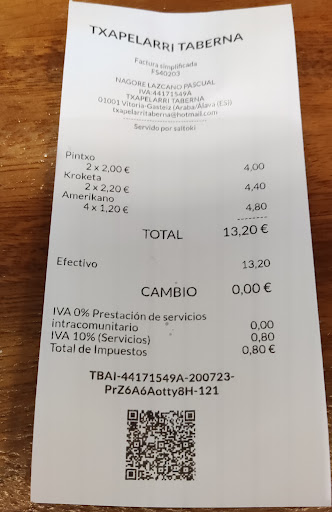 TXAPELARRI TABERNA
Factura simplificada
FS40203
NAGORE LAZCANO PASCUAL
IVA:44171549A
TXAPELARRI TABERNA
01001 Vitoria-Gasteiz (Araba/Álava (ES))
txapelarritaberna@hotmail.com
Servido por saltoki
Pintxo
2 x 2,00 € 4,00
Kroketa
2 x 2,20 € 4,40
Amerikano
4 x 1,20 € 4,80
TOTAL 13,20 €
Efectivo 13,20
CAMBIO 0,00 €
IVA 0% Prestación de servicios
intracomunitario 0,00
IVA 10% (Servicios) 0,80
Total de Impuestos 0,80 €
TBAI-44171549A-200723-
PrZ6A6Aotty8H-121